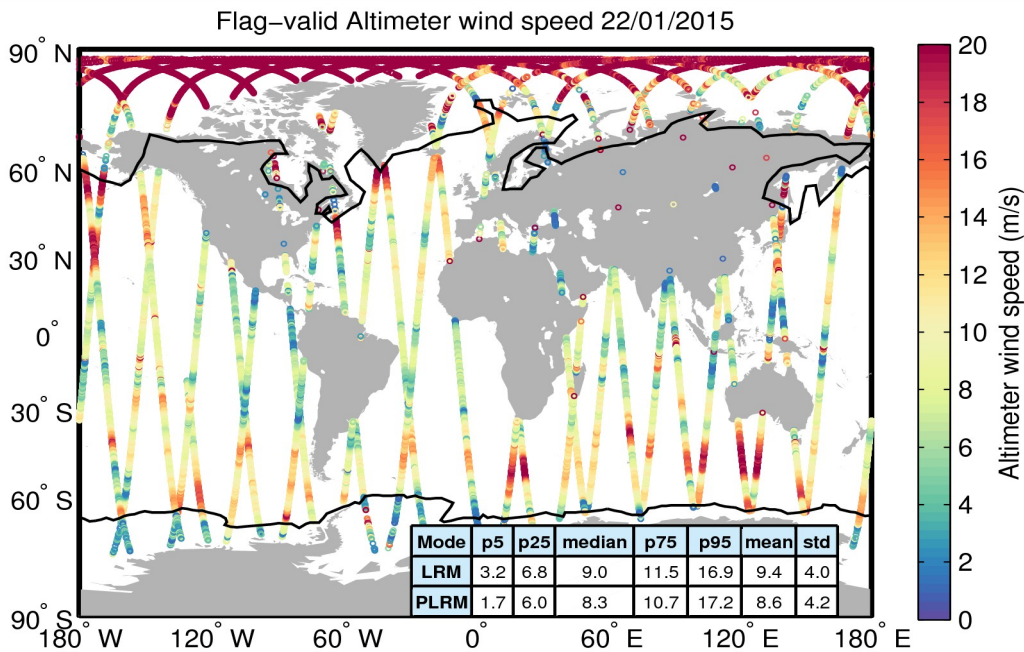 Flag−valid Altimeter wind speed 22/01/2015
90° N
60° N
30° N
0°
30° S
60° S
90° S
180° W
120° W
60° W
0°
60° E
120° E
180° E
Mode p5 p25 median p75 p95 mean std
LRM 3.2 6.8 9.0 11.5 16.9 9.4 4.0
PLRM 1.7 6.0 8.3 10.7 17.2 8.6 4.2
20
18
16
14
12
10
8
6
4
2
0
Altimeter wind speed (m/s)